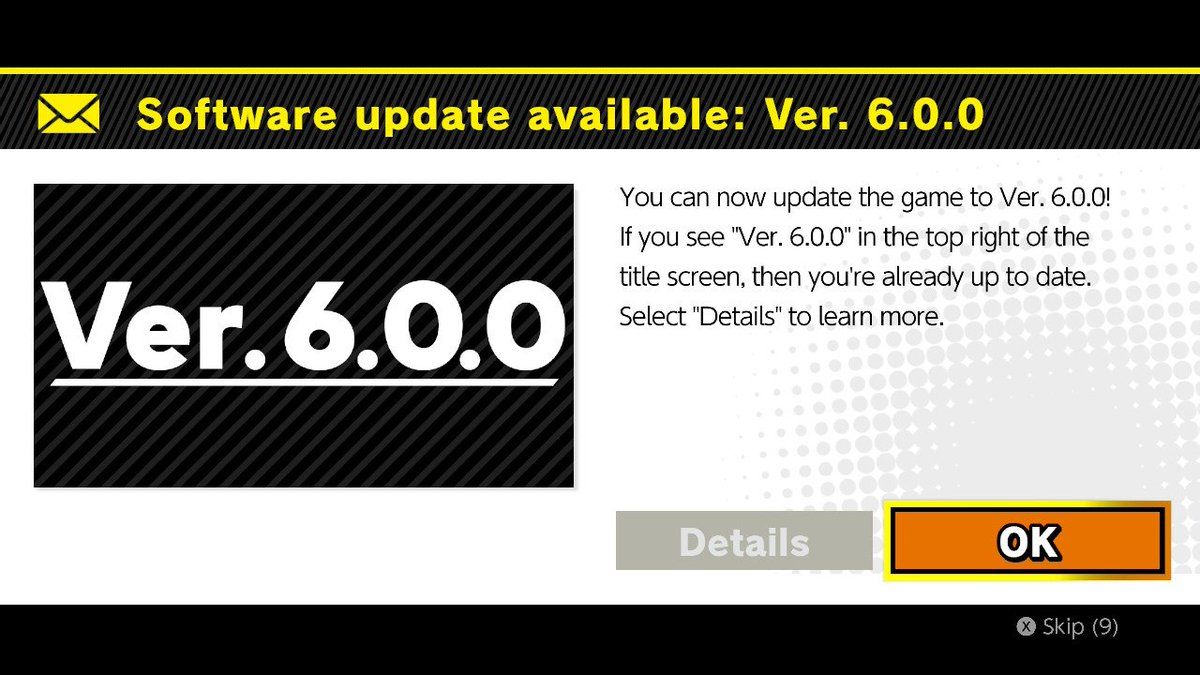 Software update available: Ver. 6.0.0
Ver. 6.0.0
You can now update the game to Ver. 6.0.0!
If you see "Ver. 6.0.0" in the top right of the
title screen, then you're already up to date.
Select "Details" to learn more.
Details
OK
X Skip (9)